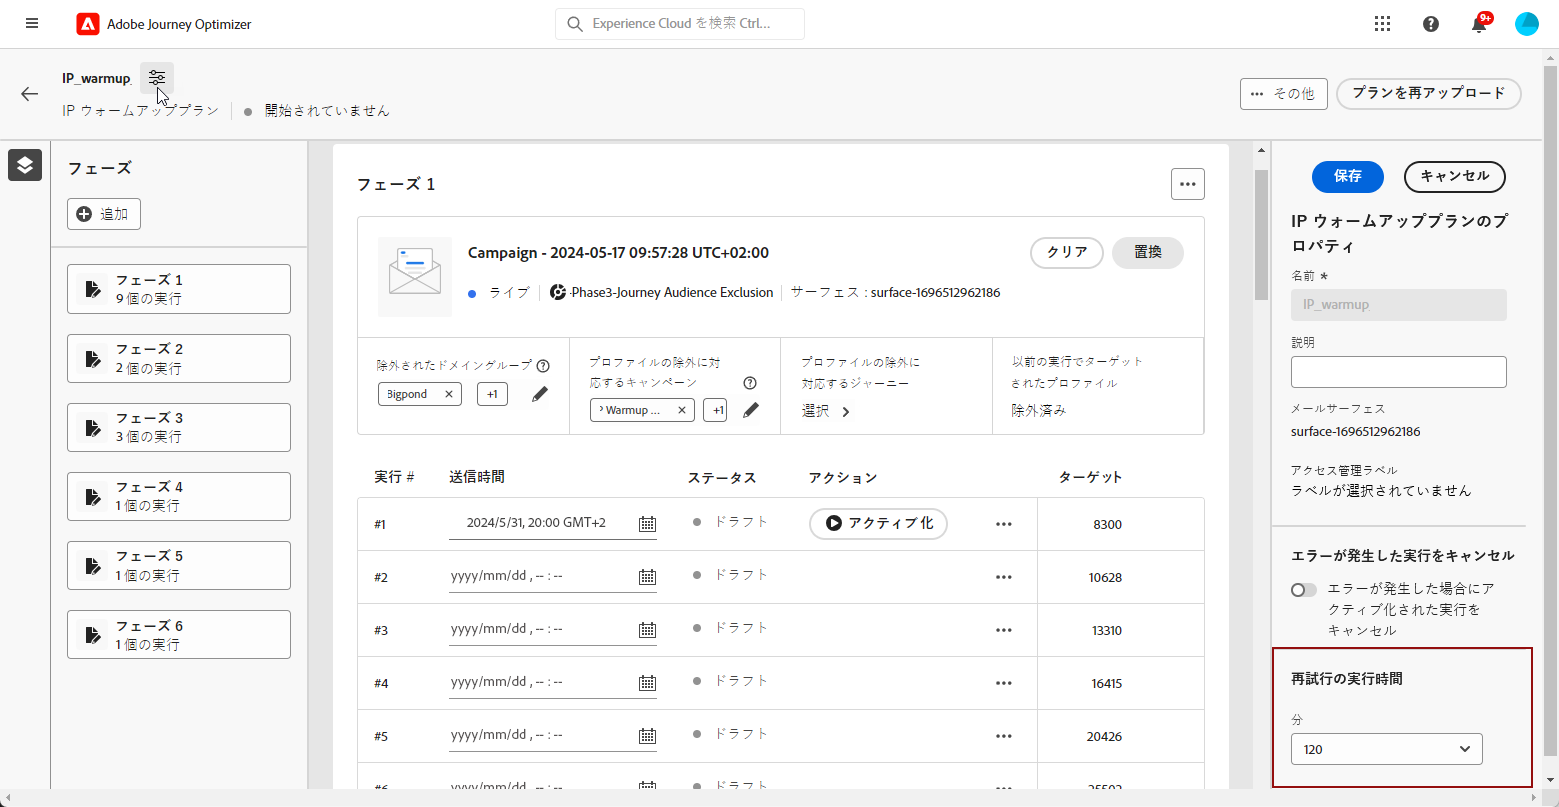 Adobe Journey Optimizer
Experience Cloud を検索 Ctrl...
9+
IP_warmup
IP ウォームアッププラン
開始されていません
その他
プランを再アップロード
フェーズ
追加
フェーズ 1
9 個の実行
フェーズ 2
2 個の実行
フェーズ 3
3 個の実行
フェーズ 4
1 個の実行
フェーズ 5
1 個の実行
フェーズ 6
1 個の実行
フェーズ 1
Campaign - 2024-05-17 09:57:28 UTC+02:00
クリア
置換
ライブ
Phase3-Journey Audience Exclusion
サーフェス : surface-1696512962186
除外されたドメイングループ
Bigpond
+1
プロファイルの除外に対
応するキャンペーン
Warmup ...
+1
プロファイルの除外に
対応するジャーニー
選択
以前の実行でターゲット
されたプロファイル
除外済み
実行 # 送信時間 ステータス アクション ターゲット
#1 2024/5/31, 20:00 GMT+2 ドラフト アクティブ化 8300
#2 yyyy/mm/dd , -- : -- ドラフト 10628
#3 yyyy/mm/dd , -- : -- ドラフト 13310
#4 yyyy/mm/dd , -- : -- ドラフト 16415
#5 yyyy/mm/dd , -- : -- ドラフト 20426
#6 yyyy/mm/dd , -- : -- ドラフト
保存
キャンセル
IP ウォームアッププランのプ
ロパティ
名前 *
IP_warmup
説明
メールサーフェス
surface-1696512962186
アクセス管理ラベル
ラベルが選択されていません
エラーが発生した実行をキャンセル
エラーが発生した場合にア
クティブ化された実行を
キャンセル
再試行の実行時間
分
120